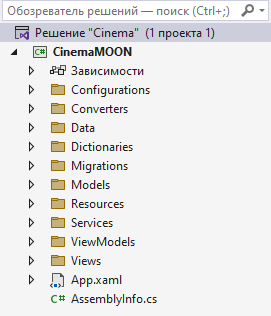 Обозреватель решений — поиск (Ctrl+;)
Решение "Cinema" (1 проекта 1)
C# CinemaMOON
Зависимости
Configurations
Converters
Data
Dictionaries
Migrations
Models
Resources
Services
ViewModels
Views
App.xaml
C# AssemblyInfo.cs